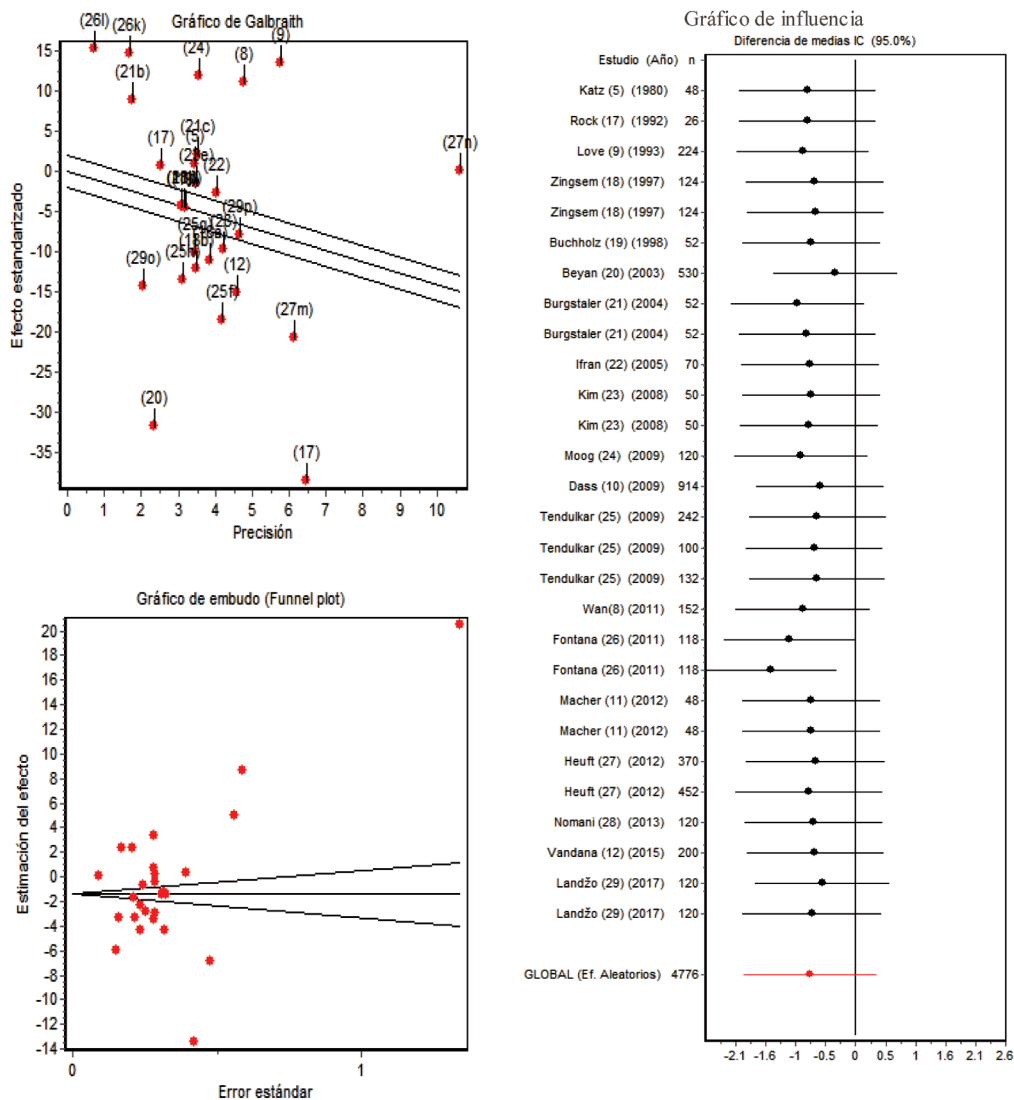 Gráfico de Galbraith
(26l)
(26k)
(24)
(9)
(8)
(21b)
(21c)
(5)
(17)
(27n)
(22)
(29p)
(12)
(29o)
(25f)
(27m)
(20)
(17)
15
10
5
0
-5
-10
-15
-20
-25
-30
-35
Efecto estandarizado
0 1 2 3 4 5 6 7 8 9 10
Precisión
Gráfico de embudo (Funnel plot)
20
18
16
14
12
10
8
6
4
2
0
-2
-4
-6
-8
-10
-12
-14
Estimación del efecto
0 1
Error estándar
Gráfico de influencia
Diferencia de medias IC (95.0%)
Estudio (Año) n
Katz (5) (1980) 48
Rock (17) (1992) 26
Love (9) (1993) 224
Zingsem (18) (1997) 124
Zingsem (18) (1997) 124
Buchholz (19) (1998) 52
Beyan (20) (2003) 530
Burgstaler (21) (2004) 52
Burgstaler (21) (2004) 52
Ifran (22) (2005) 70
Kim (23) (2008) 50
Kim (23) (2008) 50
Moog (24) (2009) 120
Dass (10) (2009) 914
Tendulkar (25) (2009) 242
Tendulkar (25) (2009) 100
Tendulkar (25) (2009) 132
Wan(8) (2011) 152
Fontana (26) (2011) 118
Fontana (26) (2011) 118
Macher (11) (2012) 48
Macher (11) (2012) 48
Heuft (27) (2012) 370
Heuft (27) (2012) 452
Nomani (28) (2013) 120
Vandana (12) (2015) 200
Landžo (29) (2017) 120
Landžo (29) (2017) 120
GLOBAL (Ef. Aleatorios) 4776
-2.1 -1.6 -1 -0.5 0 0.5 1 1.6 2.1 2.6